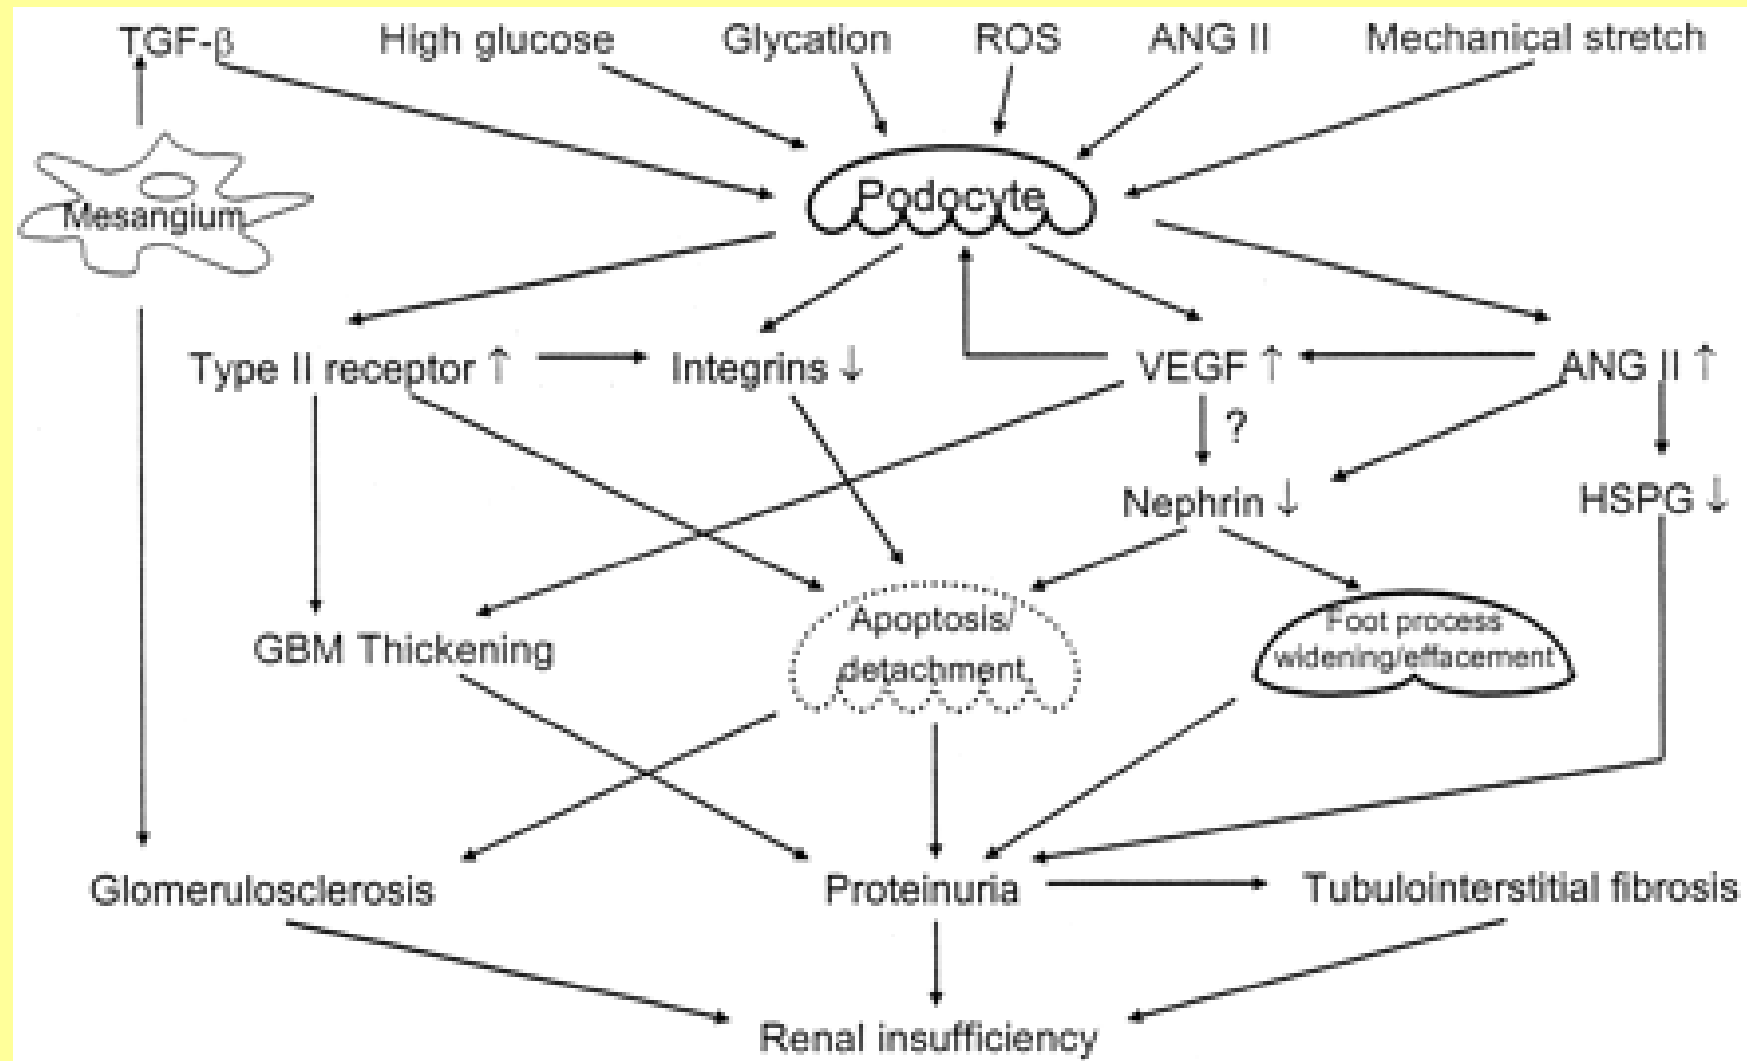 TGF-β
High glucose
Glycation
ROS
ANG II
Mechanical stretch
Mesangium
Podocyte
Type II receptor ↑
Integrins ↓
VEGF ↑
ANG II ↑
?
Nephrin ↓
HSPG ↓
GBM Thickening
Apoptosis/
detachment
Foot process
widening/effacement
Glomerulosclerosis
Proteinuria
Tubulointerstitial fibrosis
Renal insufficiency